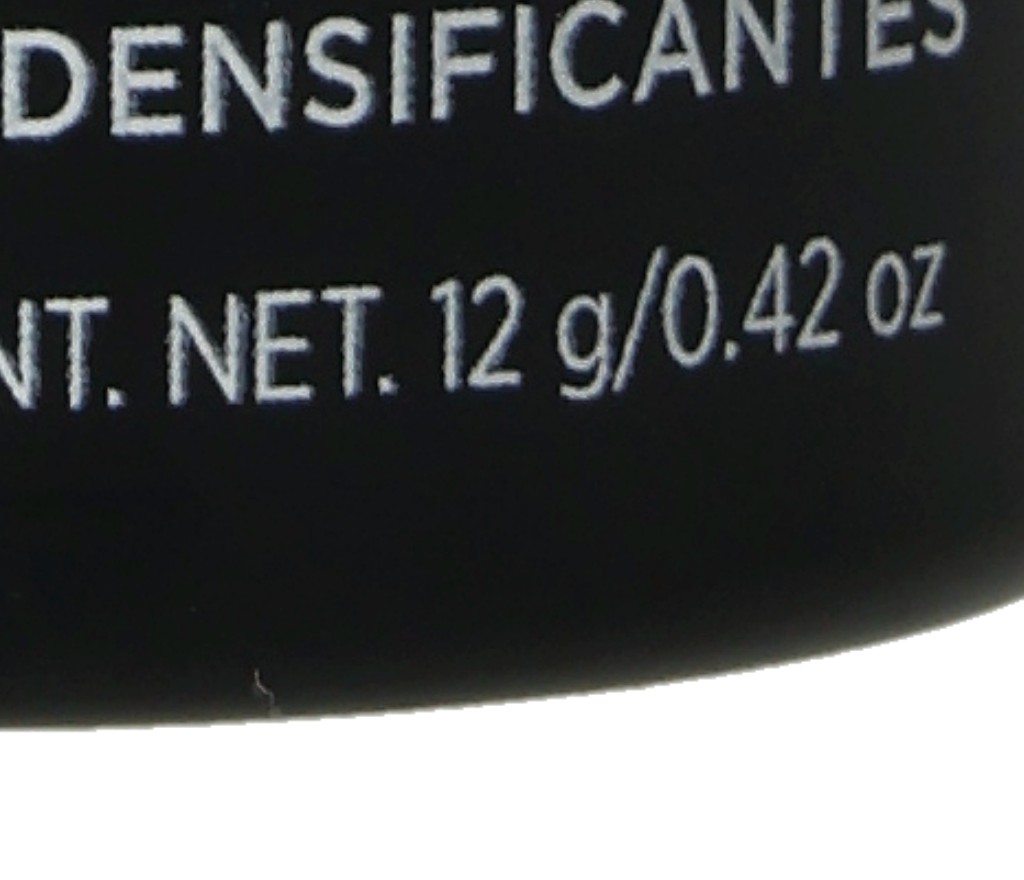 DENSIFICANTES
NT. NET. 12 g/0.42 oz